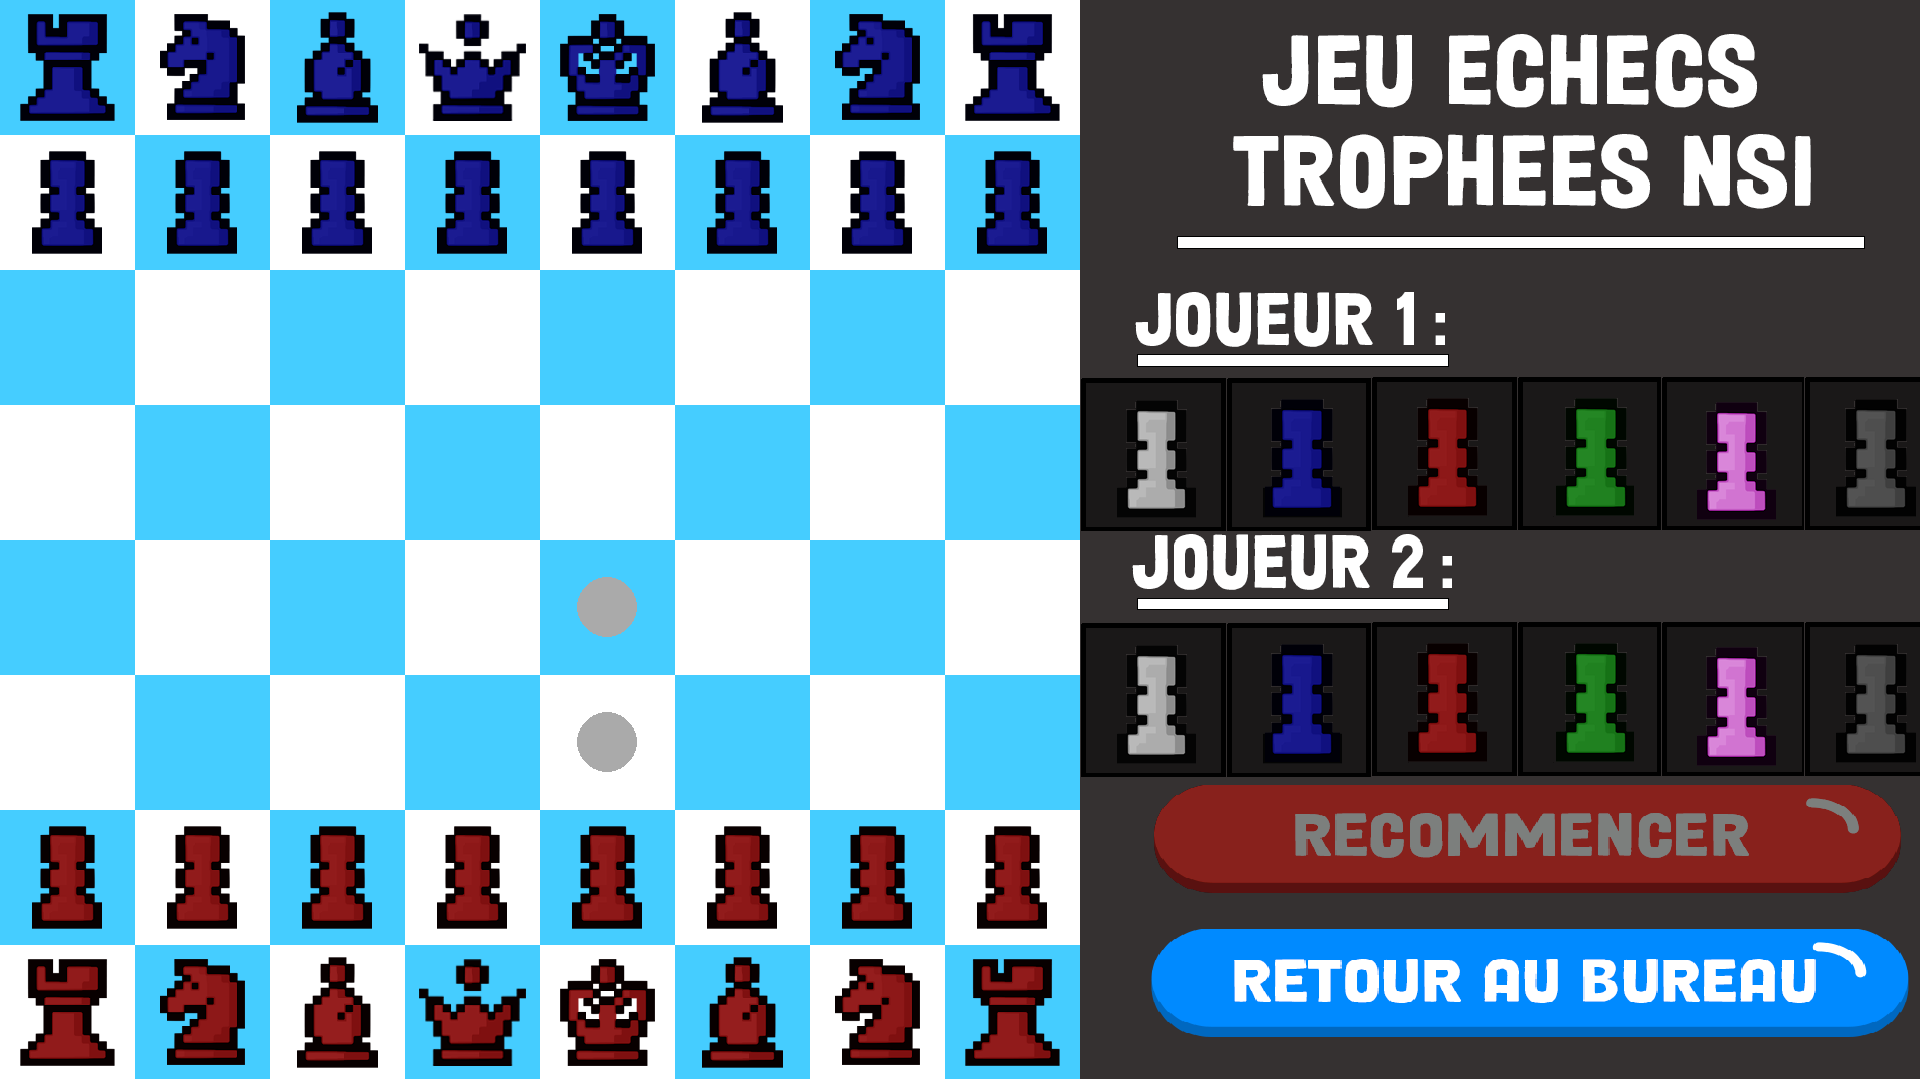 JEU ECHECS
TROPHEES NSI
JOUEUR 1 :
JOUEUR 2 :
RECOMMENCER
RETOUR AU BUREAU